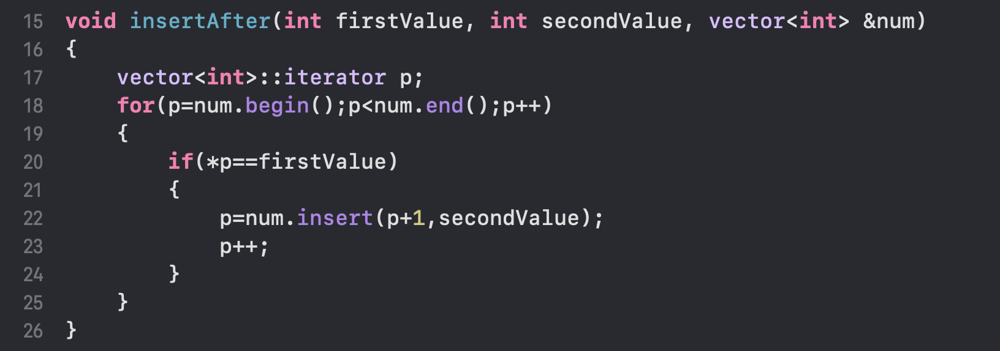 15 void insertAfter(int firstValue, int secondValue, vector<int> &num)
16 {
17     vector<int>::iterator p;
18     for(p=num.begin();p<num.end();p++)
19     {
20         if(*p==firstValue)
21         {
22             p=num.insert(p+1,secondValue);
23             p++;
24         }
25     }
26 }